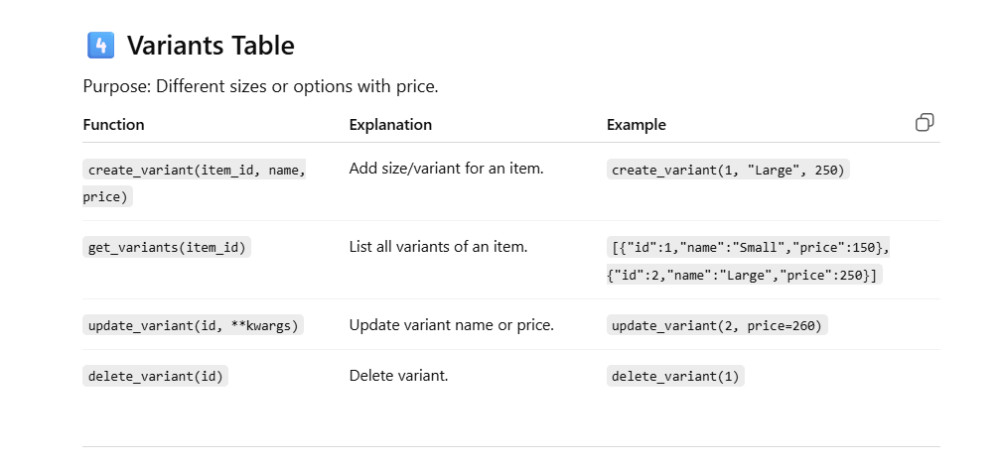 4 Variants Table
Purpose: Different sizes or options with price.
Function Explanation Example
create_variant(item_id, name, Add size/variant for an item. create_variant(1, "Large", 250)
price)
get_variants(item_id) List all variants of an item. [{"id":1,"name":"Small","price":150},
{"id":2,"name":"Large","price":250}]
update_variant(id, **kwargs) Update variant name or price. update_variant(2, price=260)
delete_variant(id) Delete variant. delete_variant(1)